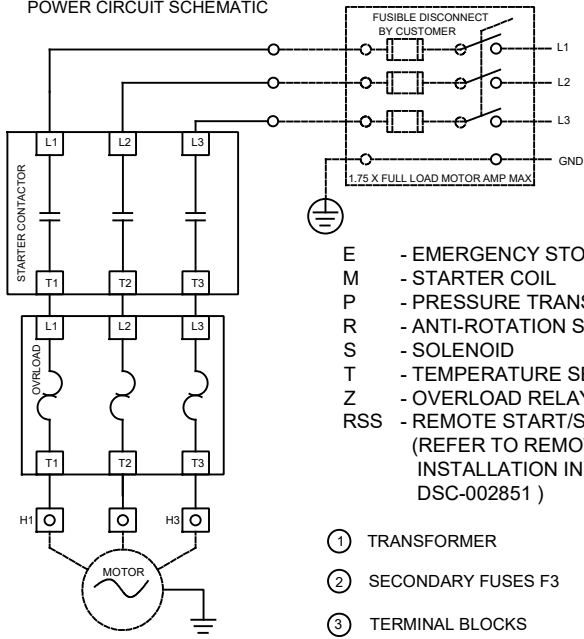 POWER CIRCUIT SCHEMATIC
FUSIBLE DISCONNECT
BY CUSTOMER
L1
L2
L3
GND
1.75 X FULL LOAD MOTOR AMP MAX
STARTER CONTACTOR
L1 L2 L3
T1 T2 T3
OVRLOAD
L1 L2 L3
T1 T2 T3
H1 H3
MOTOR
E - EMERGENCY STO
M - STARTER COIL
P - PRESSURE TRANS
R - ANTI-ROTATION S
S - SOLENOID
T - TEMPERATURE SE
Z - OVERLOAD RELAY
RSS - REMOTE START/S
(REFER TO REMO
INSTALLATION IN
DSC-002851 )
1 TRANSFORMER
2 SECONDARY FUSES F3
3 TERMINAL BLOCKS